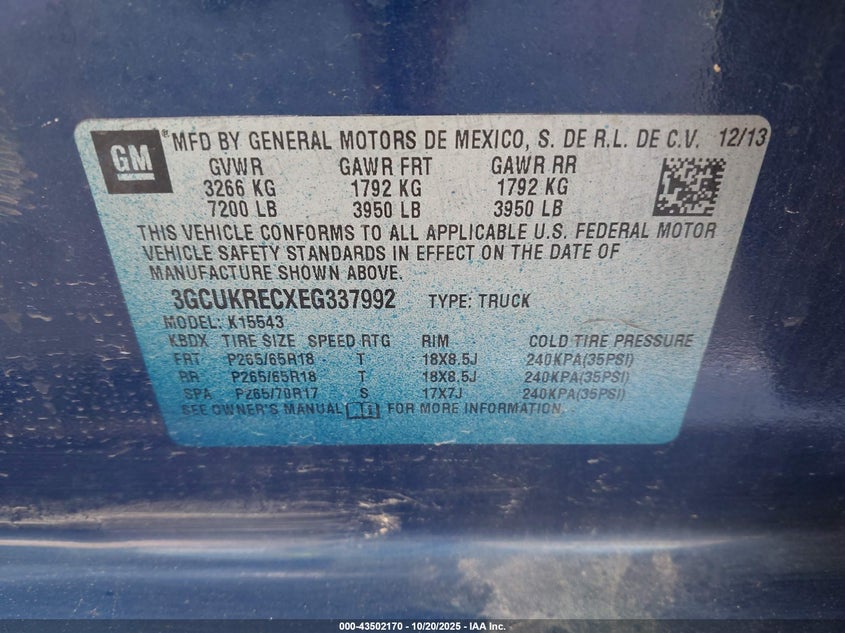 GM ® MFD BY GENERAL MOTORS DE MEXICO, S. DE R.L. DE C.V. 12/13
GVWR GAWR FRT GAWR RR
3266 KG 1792 KG 1792 KG
7200 LB 3950 LB 3950 LB
THIS VEHICLE CONFORMS TO ALL APPLICABLE U.S. FEDERAL MOTOR
VEHICLE SAFETY STANDARDS IN EFFECT ON THE DATE OF
MANUFACTURE SHOWN ABOVE.
3GCUKRECXEG337992 TYPE: TRUCK
MODEL: K15543
KBDX TIRE SIZE SPEED RTG RIM COLD TIRE PRESSURE
FRT P265/65R18 T 18X8.5J 240KPA(35PSI)
RR P265/65R18 T 18X8.5J 240KPA(35PSI)
SPA P265/70R17 S 17X7J 240KPA(35PSI)
SEE OWNER'S MANUAL FOR MORE INFORMATION.
000-43502170 - 10/20/2025 - IAA Inc.